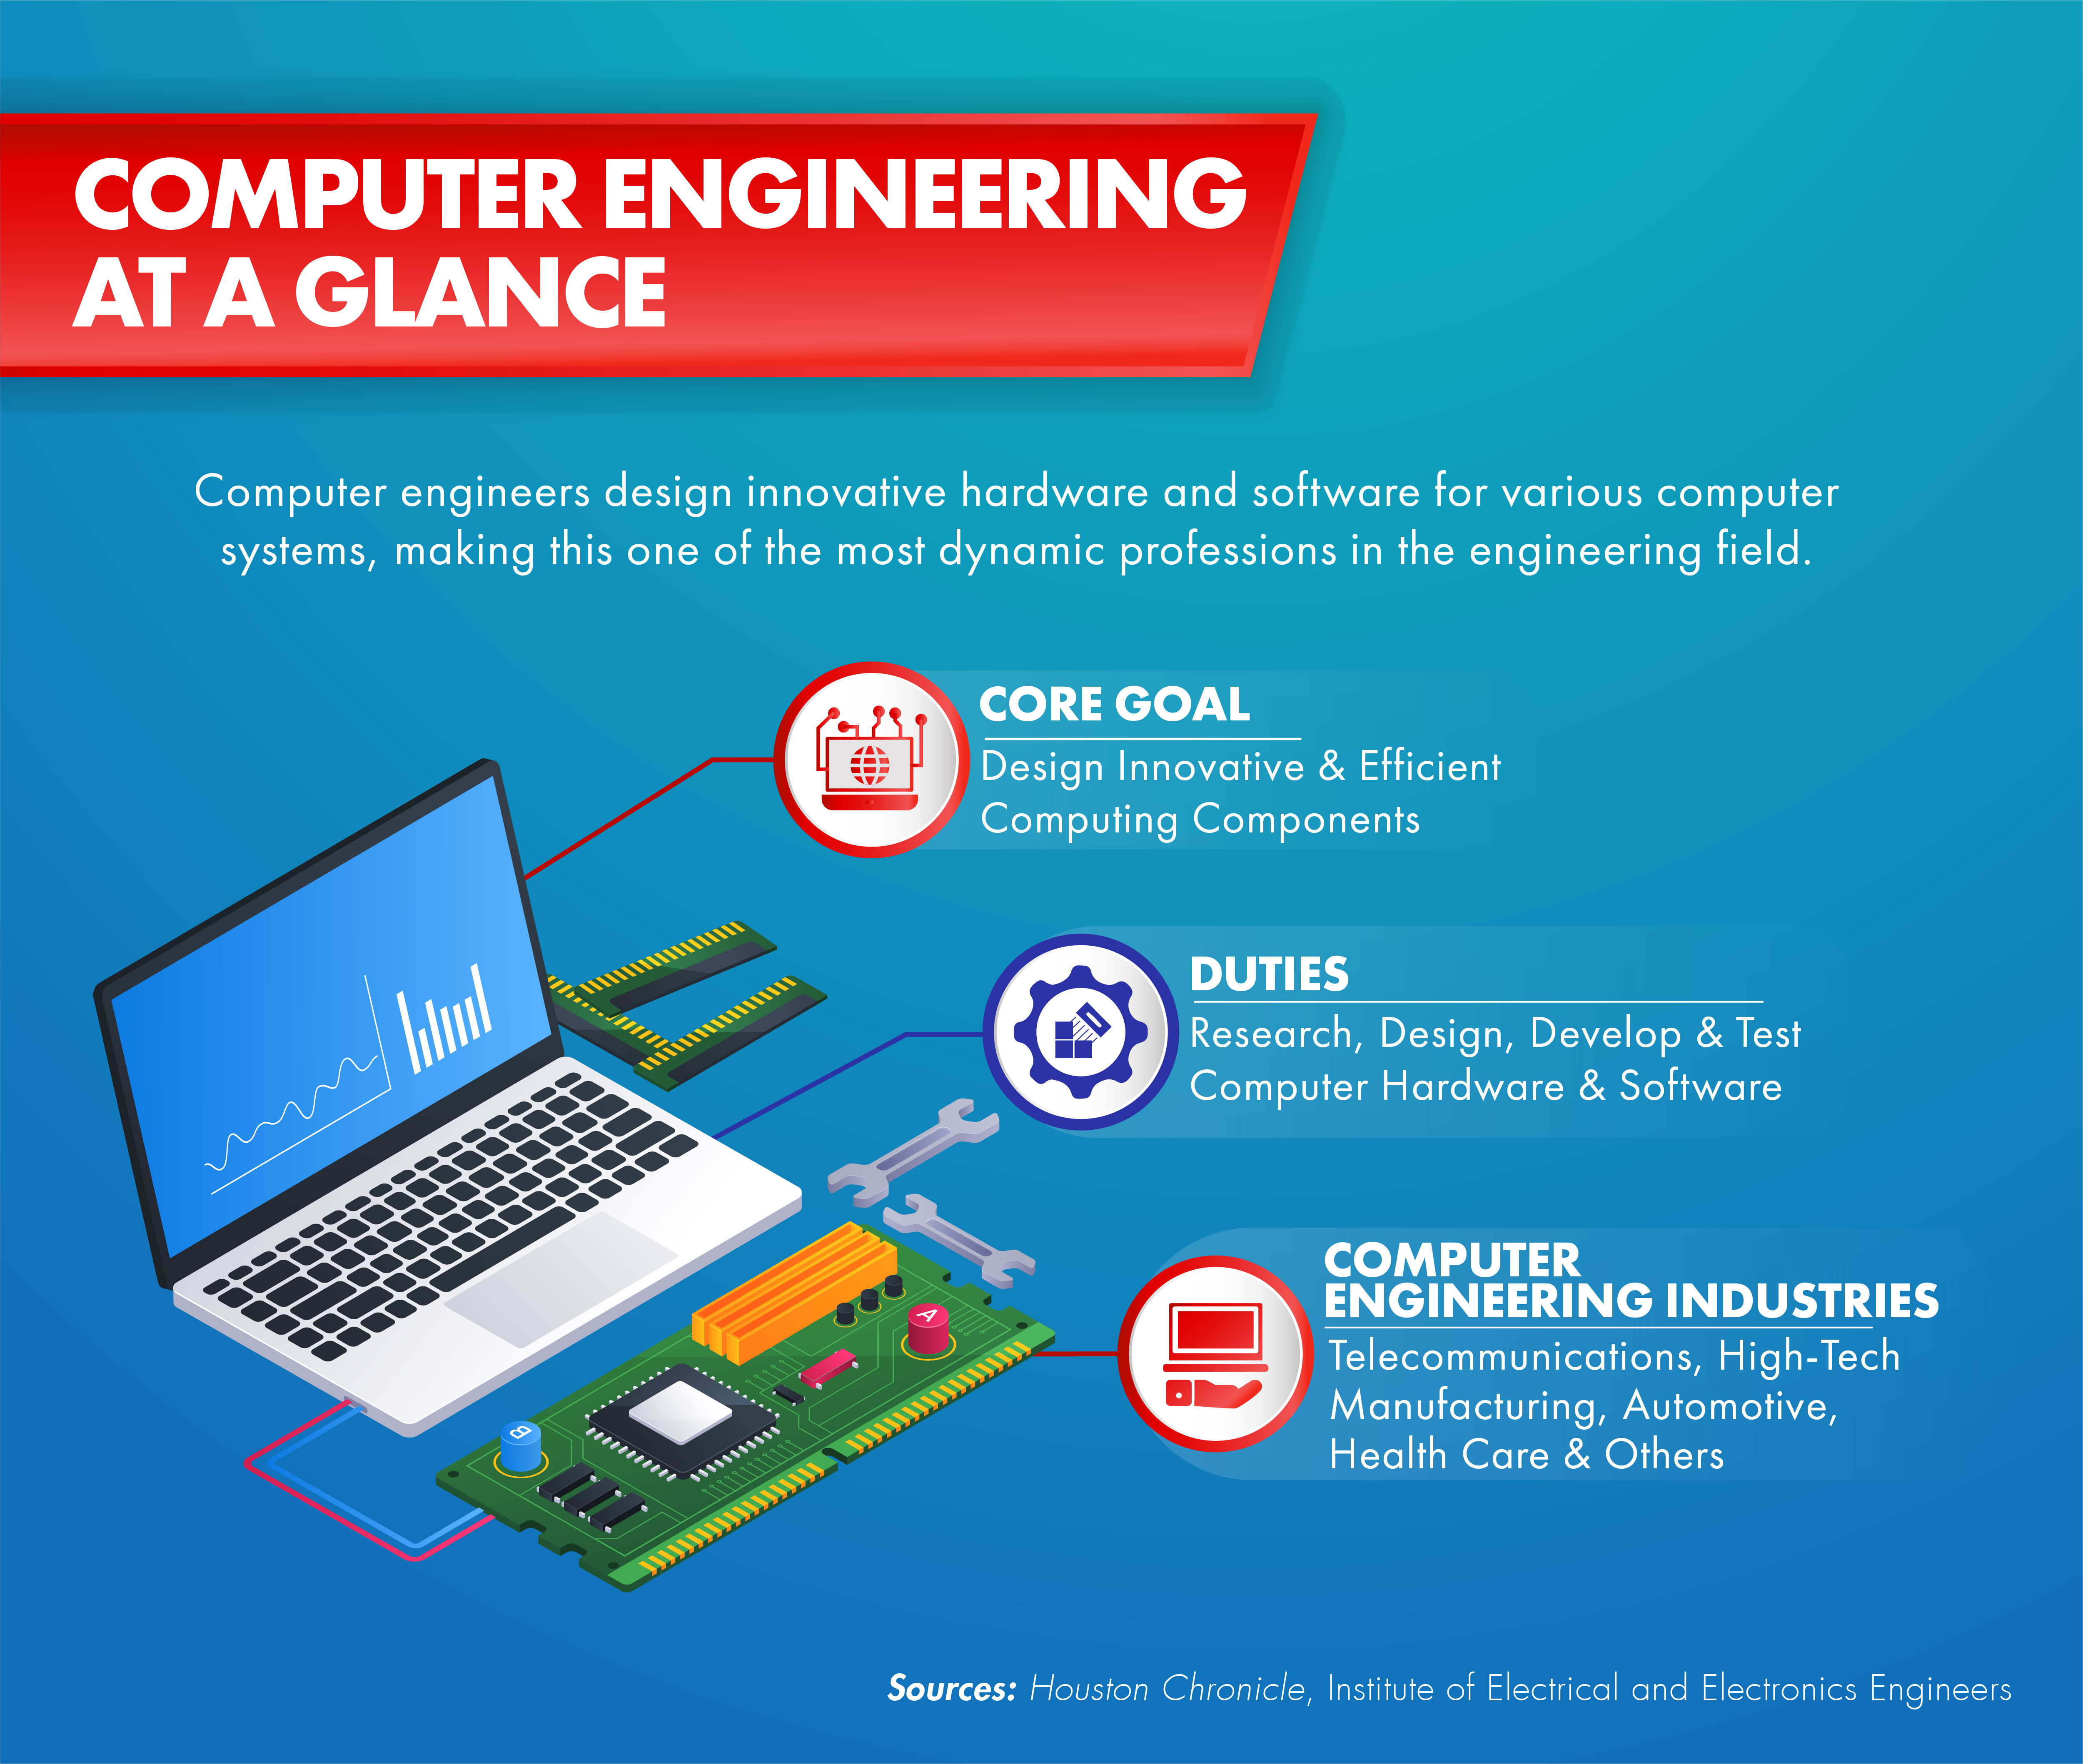 COMPUTER ENGINEERING
AT A GLANCE
Computer engineers design innovative hardware and software for various computer
systems, making this one of the most dynamic professions in the engineering field.
CORE GOAL
Design Innovative & Efficient
Computing Components
DUTIES
Research, Design, Develop & Test
Computer Hardware & Software
COMPUTER
ENGINEERING INDUSTRIES
Telecommunications, High-Tech
Manufacturing, Automotive,
Health Care & Others
A
B
Sources: Houston Chronicle, Institute of Electrical and Electronics Engineers